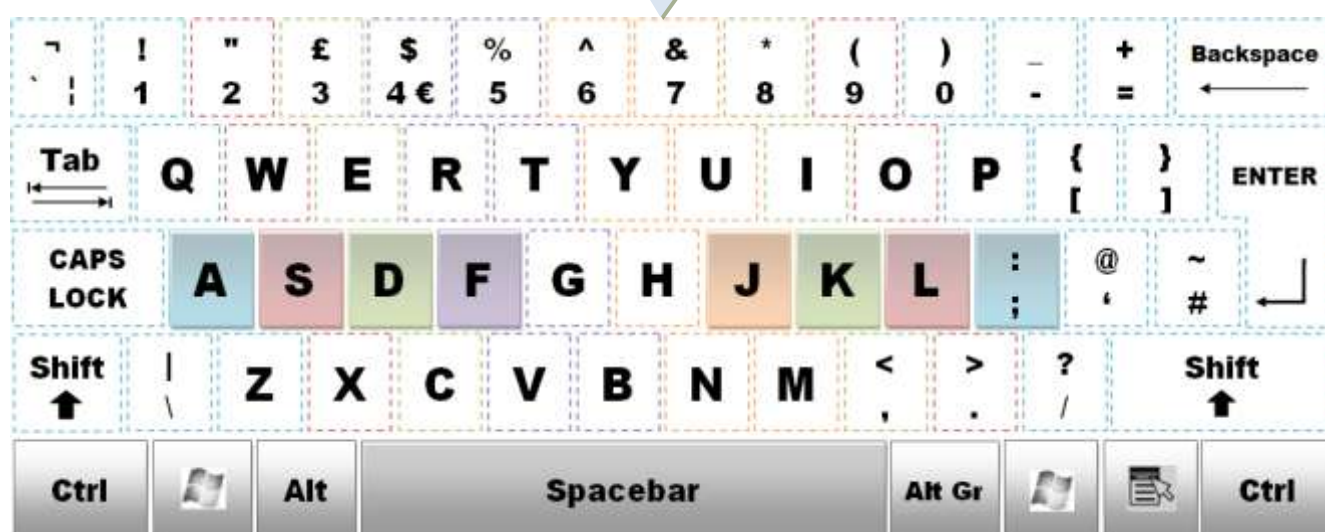 ¬ ! " £ $ % ^ & * ( ) _ + Backspace
` ¦ 1 2 3 4 € 5 6 7 8 9 0 - =
Tab Q W E R T Y U I O P { } ENTER
[ ]
CAPS LOCK A S D F G H J K L : @ ~
; ‘ #
Shift | Z X C V B N M < > ? Shift
\ , . /
Ctrl Alt Spacebar Alt Gr Ctrl